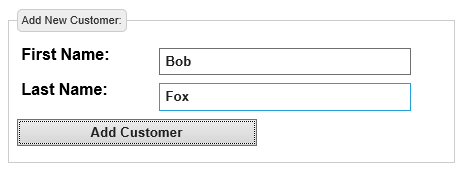 Add New Customer:
First Name: Bob
Last Name: Fox
Add Customer